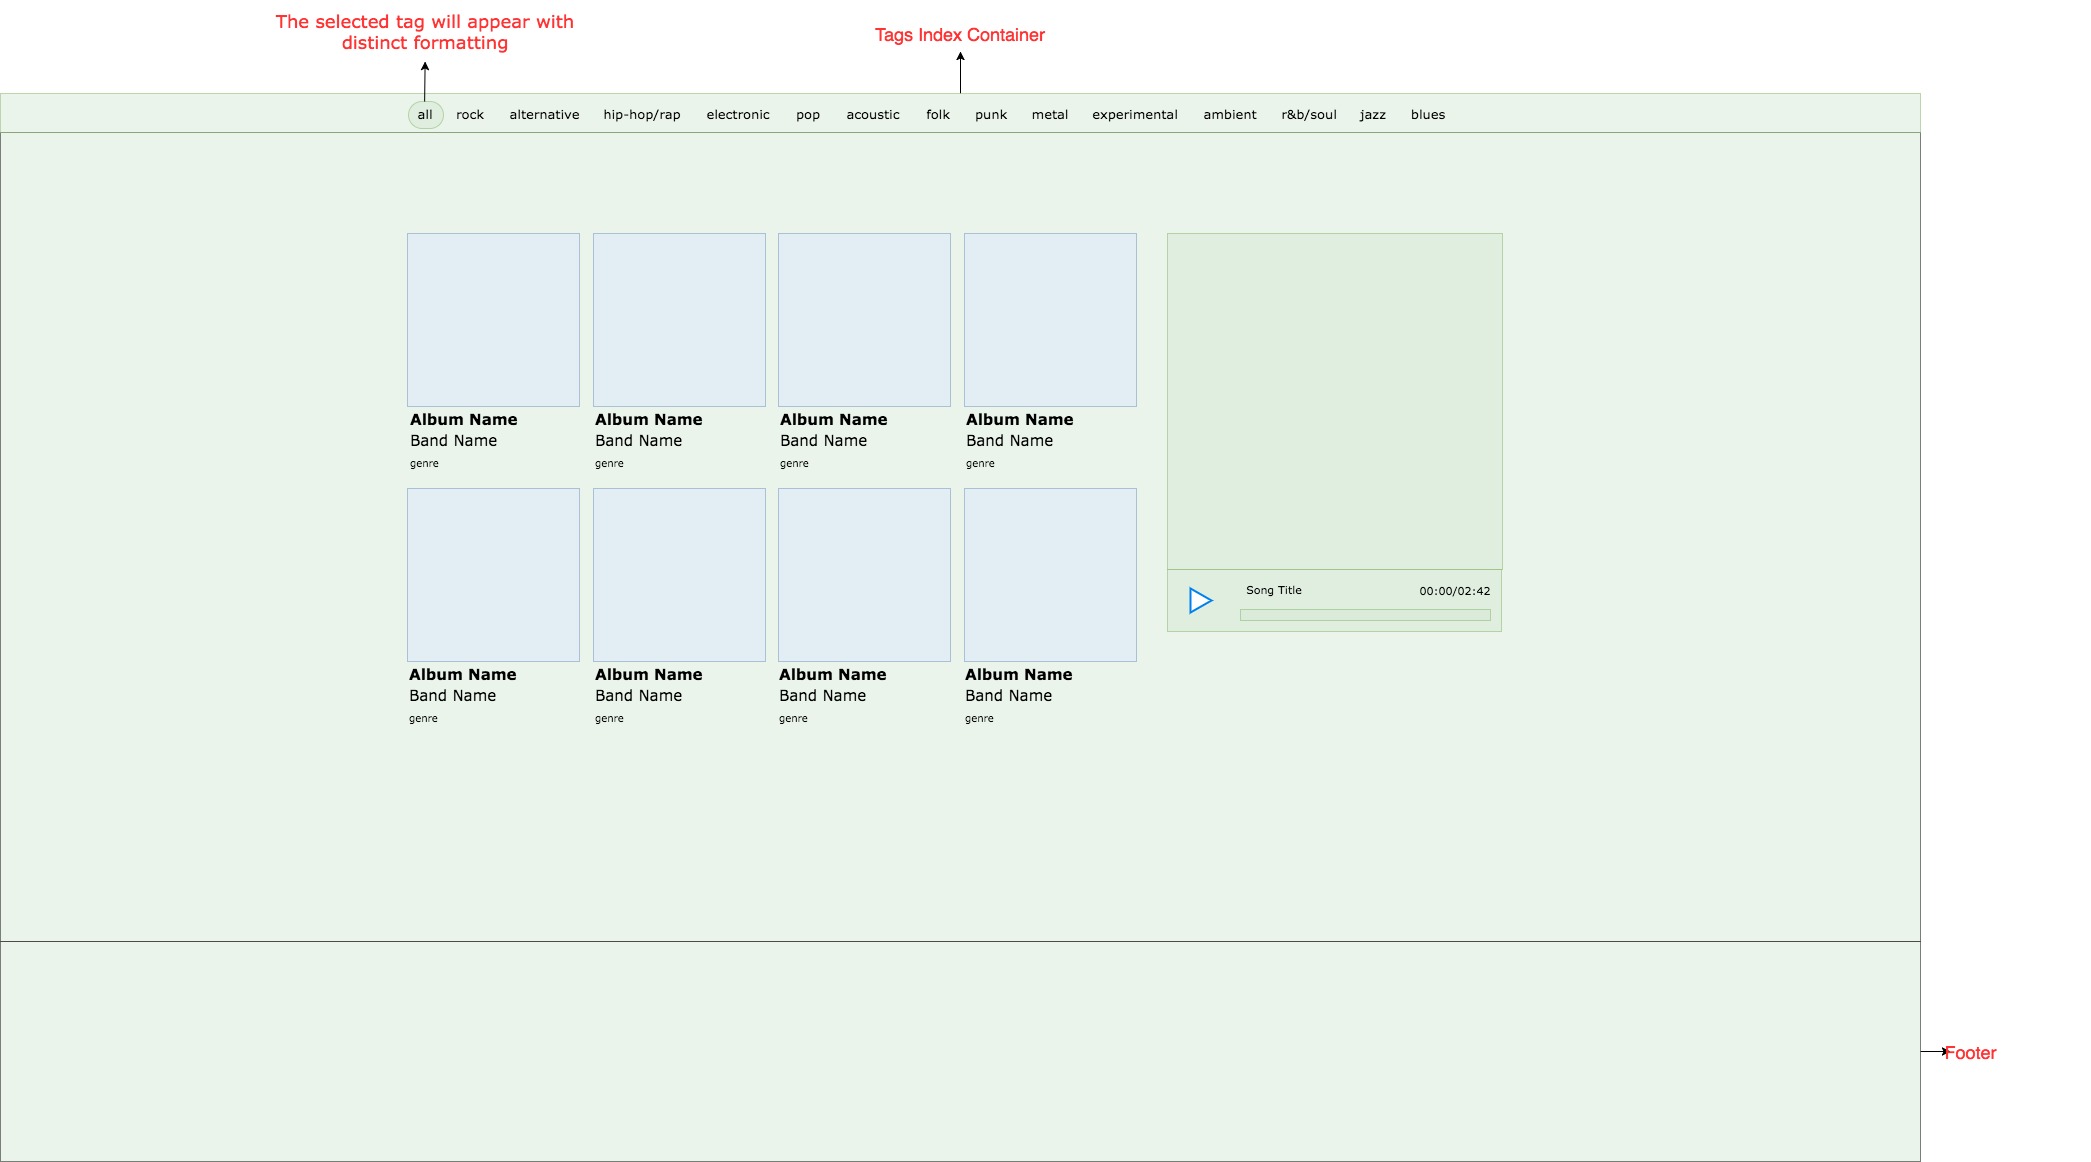 The selected tag will appear with
distinct formatting
Tags Index Container
all rock alternative hip-hop/rap electronic pop acoustic folk punk metal experimental ambient r&b/soul jazz blues
Album Name Album Name Album Name Album Name
Band Name Band Name Band Name Band Name
genre genre genre genre
Song Title 00:00/02:42
Album Name Album Name Album Name Album Name
Band Name Band Name Band Name Band Name
genre genre genre genre
Footer